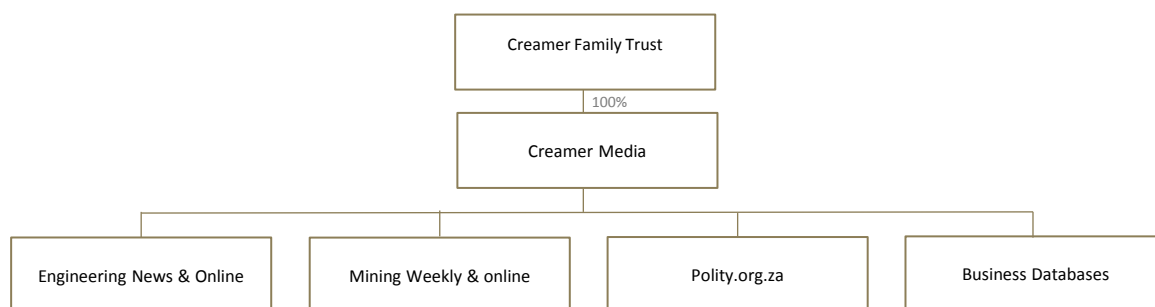 Creamer Family Trust
100%
Creamer Media
Engineering News & Online
Mining Weekly & online
Polity.org.za
Business Databases